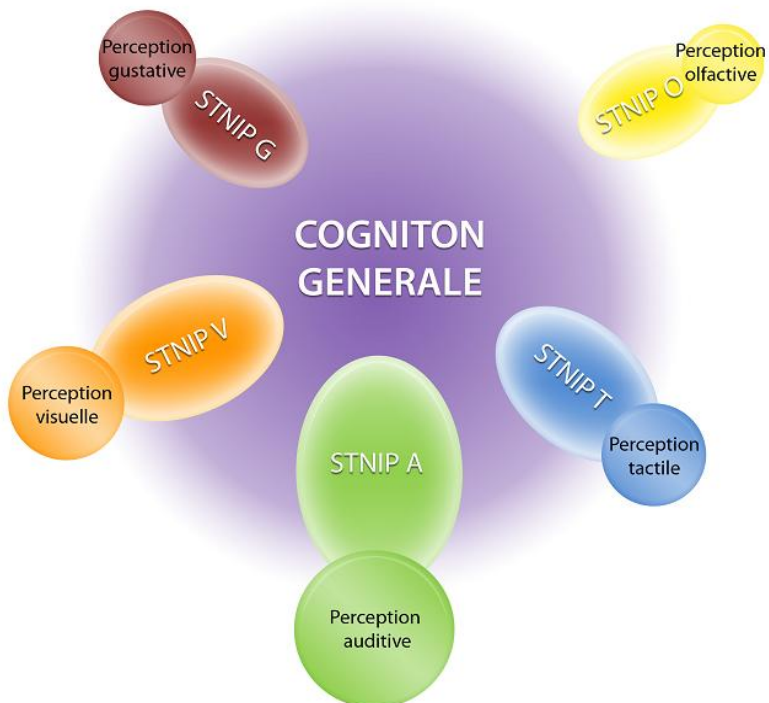 Perception
gustative
STNIP G
Perception
olfactive
STNIP O
COGNITON
GENERALE
STNIP V
Perception
visuelle
STNIP T
Perception
tactile
STNIP A
Perception
auditive